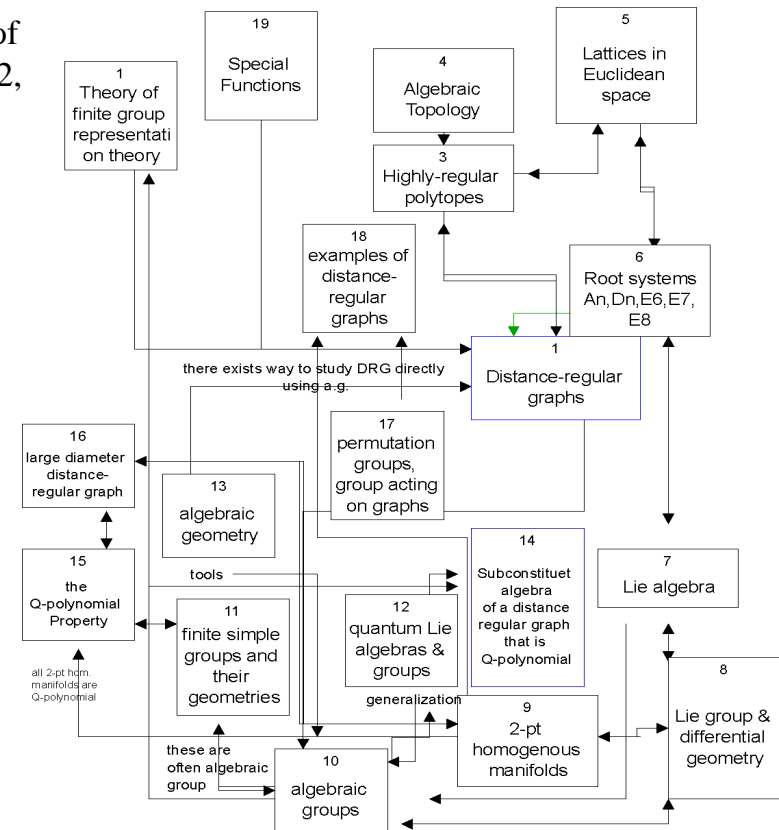 of
2,
19
Special
Functions
5
Lattices in
Euclidean
space
4
Algebraic
Topology
1
Theory of
finite group
representati
on theory
3
Highly-regular
polytopes
18
examples of
distance-
regular
graphs
6
Root systems
An,Dn,E6,E7,
E8
1
Distance-regular
graphs
there exists way to study DRG directly
using a.g.
17
permutation
groups,
group acting
on graphs
16
large diameter
distance-
regular graph
13
algebraic
geometry
14
Subconstituet
algebra
of a distance
regular graph
that is
Q-polynomial
15
the
Q-polynomial
Property
7
Lie algebra
tools
12
quantum Lie
algebras &
groups
11
finite simple
groups and
their
geometries
all 2-pt hom.
manifolds are
Q-polynomial
8
Lie group &
differential
geometry
generalization
9
2-pt
homogenous
manifolds
these are
often algebraic
group
10
algebraic
groups